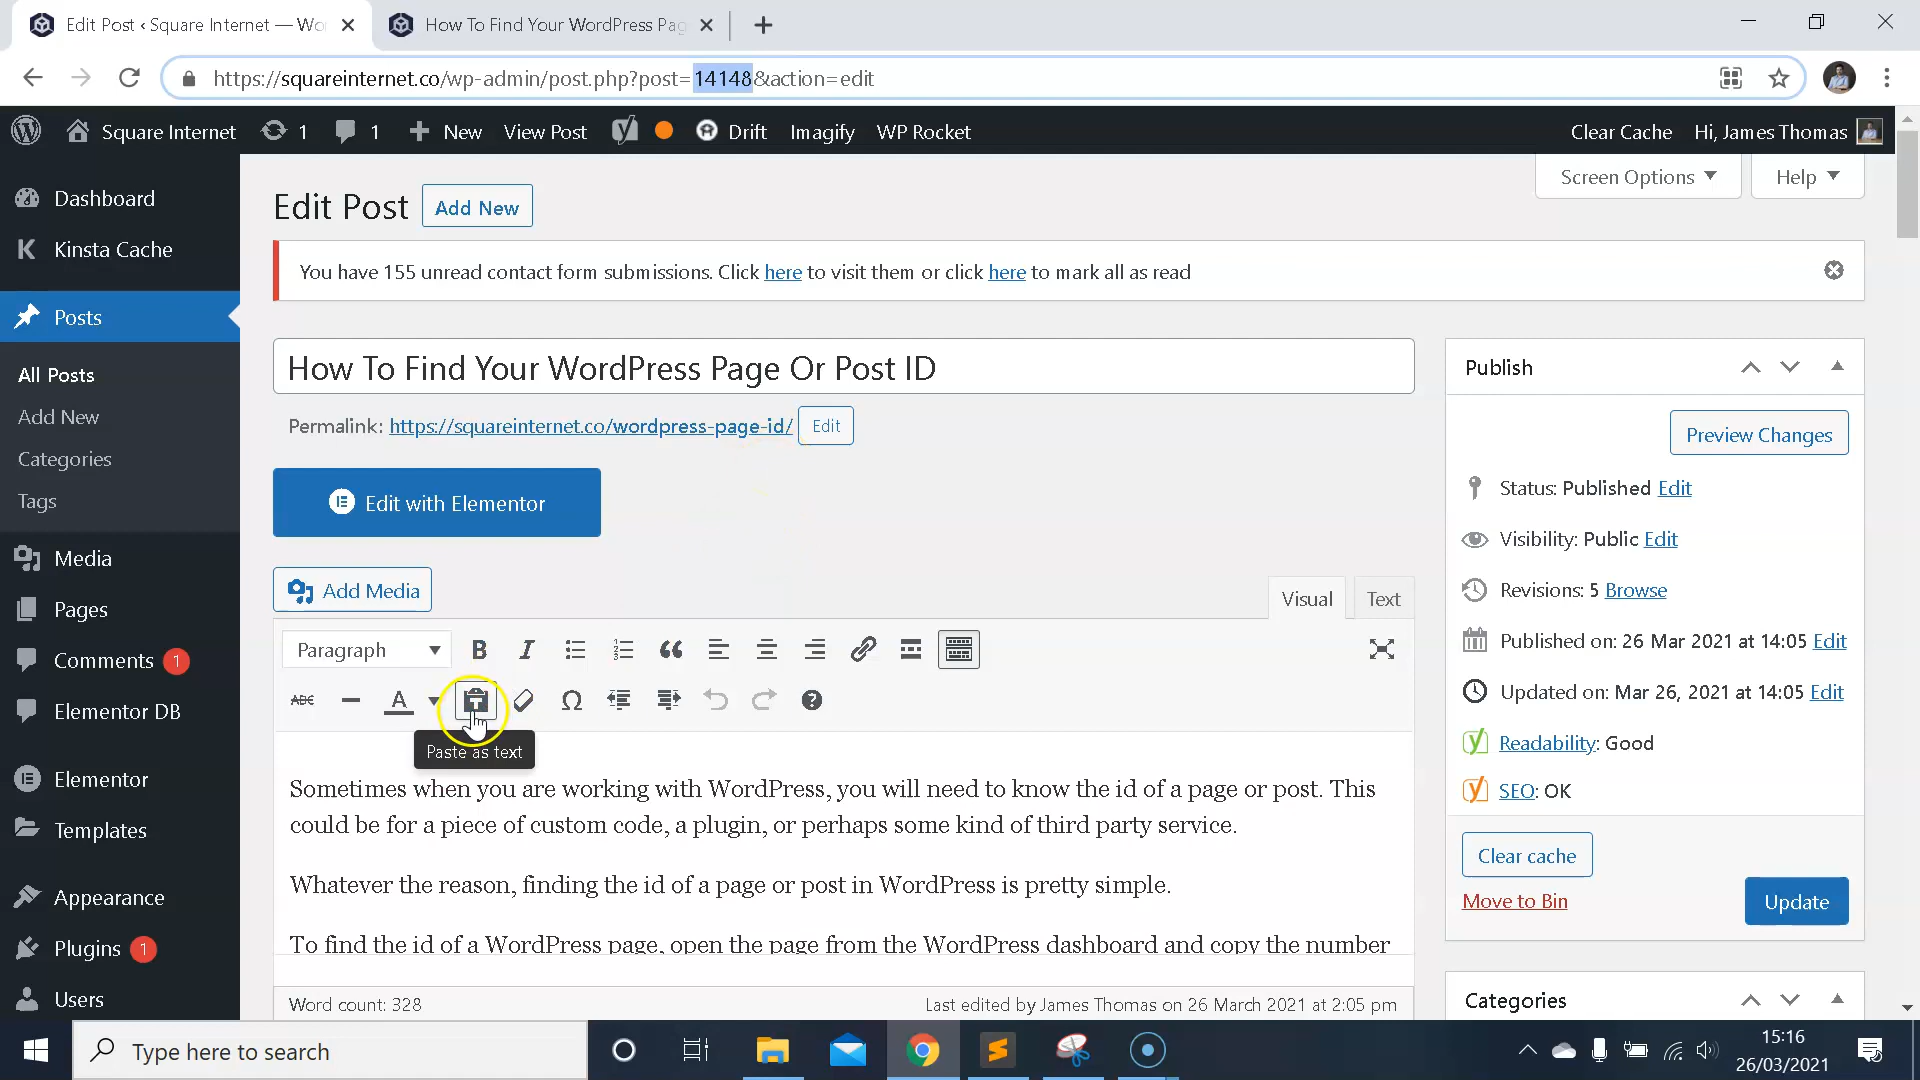 Edit Post ‹ Square Internet — Wo
How To Find Your WordPress Pag
https://squareinternet.co/wp-admin/post.php?post=14148&action=edit
Square Internet 1 1 New View Post Drift Imagify WP Rocket Clear Cache Hi, James Thomas
Screen Options Help
Dashboard
Kinsta Cache
Posts
All Posts
Add New
Categories
Tags
Media
Pages
Comments 1
Elementor DB
Elementor
Templates
Appearance
Plugins 1
Users
Edit Post Add New
You have 155 unread contact form submissions. Click here to visit them or click here to mark all as read
How To Find Your WordPress Page Or Post ID
Permalink: https://squareinternet.co/wordpress-page-id/ Edit
Edit with Elementor
Add Media
Visual Text
Paragraph B I
ABC A
Paste as text
Sometimes when you are working with WordPress, you will need to know the id of a page or post. This
could be for a piece of custom code, a plugin, or perhaps some kind of third party service.
Whatever the reason, finding the id of a page or post in WordPress is pretty simple.
To find the id of a WordPress page, open the page from the WordPress dashboard and copy the number
Word count: 328 Last edited by James Thomas on 26 March 2021 at 2:05 pm
Publish
Preview Changes
Status: Published Edit
Visibility: Public Edit
Revisions: 5 Browse
Published on: 26 Mar 2021 at 14:05 Edit
Updated on: Mar 26, 2021 at 14:05 Edit
Readability: Good
SEO: OK
Clear cache
Move to Bin
Update
Categories
Type here to search
15:16
26/03/2021